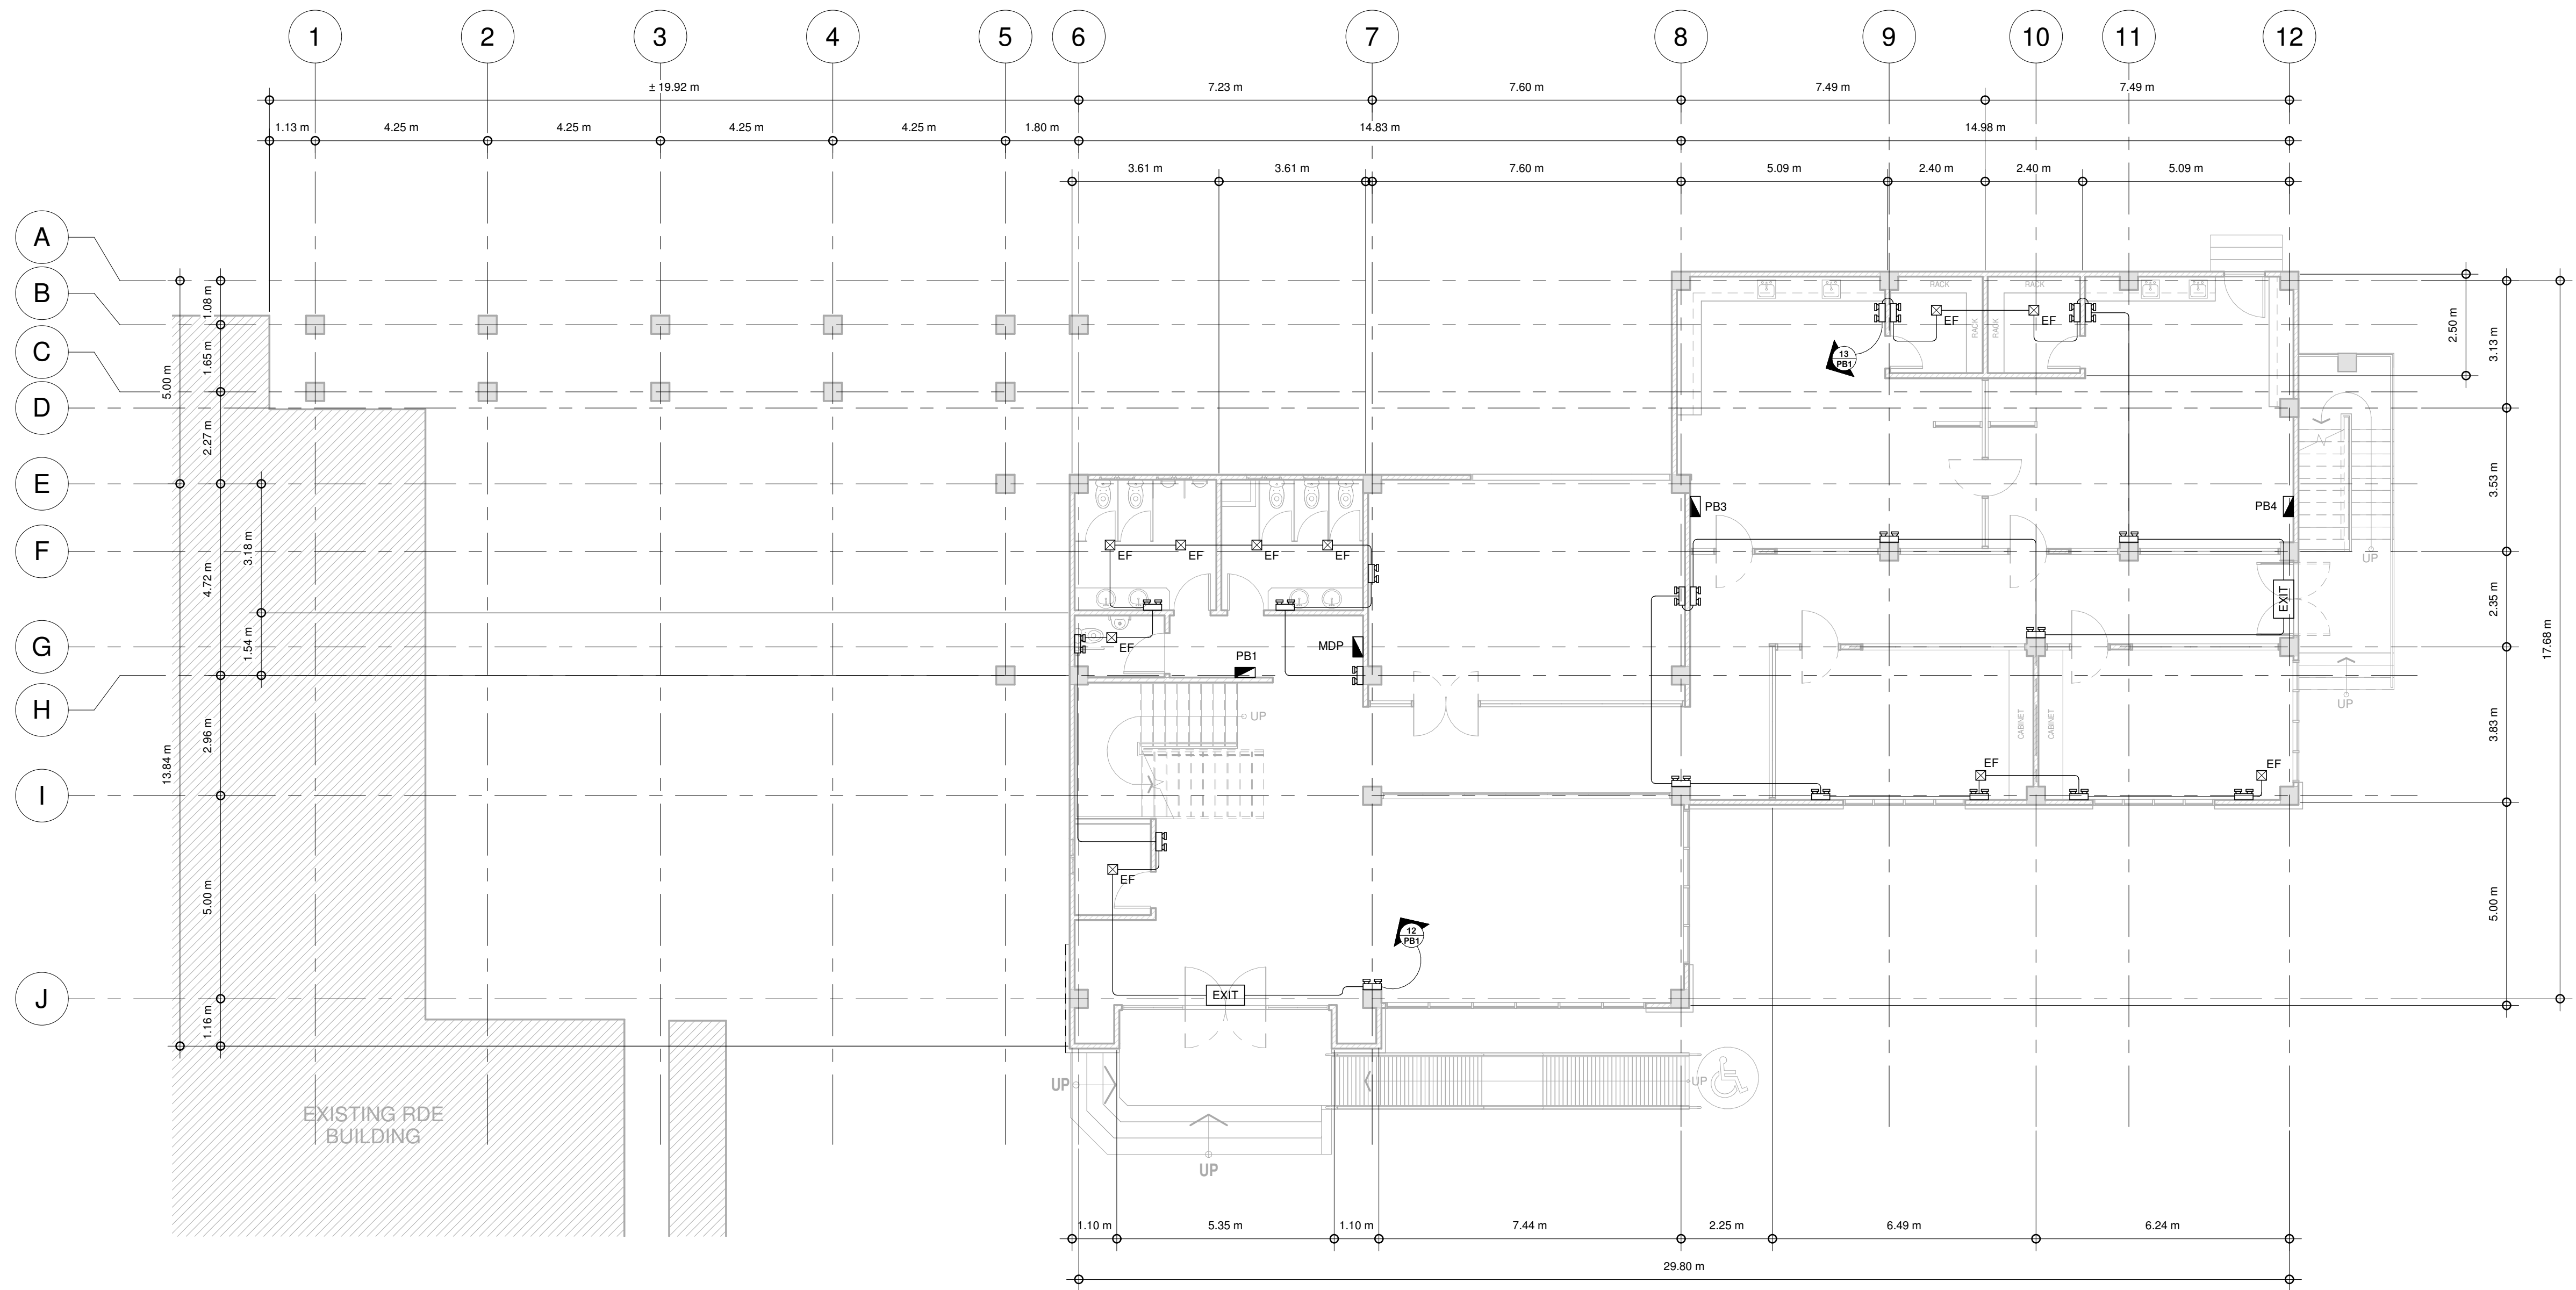 1 2 3 4 5 6 7 8 9 10 11 12
± 19.92 m 7.23 m 7.60 m 7.49 m 7.49 m
1.13 m 4.25 m 4.25 m 4.25 m 4.25 m 1.80 m 14.83 m 14.98 m
3.61 m 3.61 m 7.60 m 5.09 m 2.40 m 2.40 m 5.09 m
A
B
C
D
E
F
G
H
I
J
5.00 m
13.84 m
1.08 m
1.65 m
2.27 m
4.72 m
2.96 m
5.00 m
1.16 m
3.18 m
1.54 m
RACK RACK
RACK RACK
EF EF
13
PB1
PB3 PB4
EF EF EF EF
EF
PB1
MDP
UP
UP
UP
EXIT
CABINET CABINET
EF EF
EF
12
PB1
EXIT
UP
UP
UP
EXISTING RDE
BUILDING
2.50 m
3.13 m
3.53 m
2.35 m
3.83 m
5.00 m
17.68 m
1.10 m 5.35 m 1.10 m 7.44 m 2.25 m 6.49 m 6.24 m
29.80 m